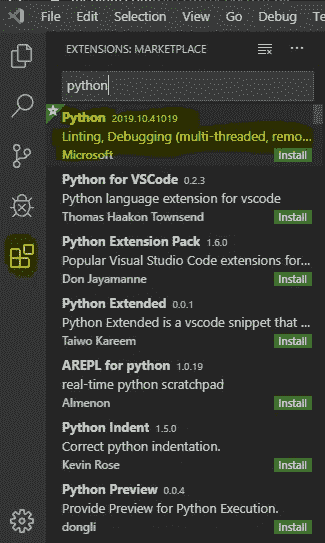 File Edit Selection View Go Debug
EXTENSIONS: MARKETPLACE
python
Python 2019.10.41019
Linting, Debugging (multi-threaded, remo...
Microsoft Install
Python for VSCode 0.2.3
Python language extension for vscode
Thomas Haakon Townsend Install
Python Extension Pack 1.6.0
Popular Visual Studio Code extensions for...
Don Jayamanne Install
Python Extended 0.0.1
Python Extended is a vscode snippet that ...
Taiwo Kareem Install
AREPL for python 1.0.19
real-time python scratchpad
Almenon Install
Python Indent 1.5.0
Correct python indentation.
Kevin Rose Install
Python Preview 0.0.4
Provide Preview for Python Execution.
dongli Install